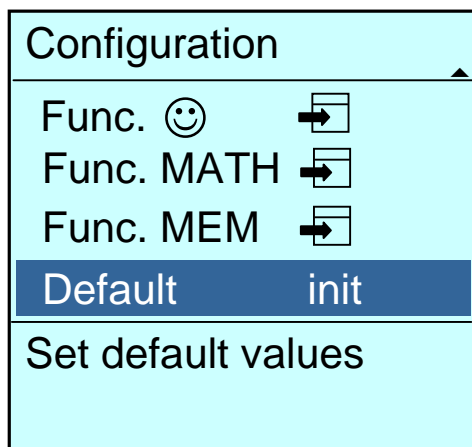 Configuration
Func. ☺
Func. MATH
Func. MEM
Default init
Set default values